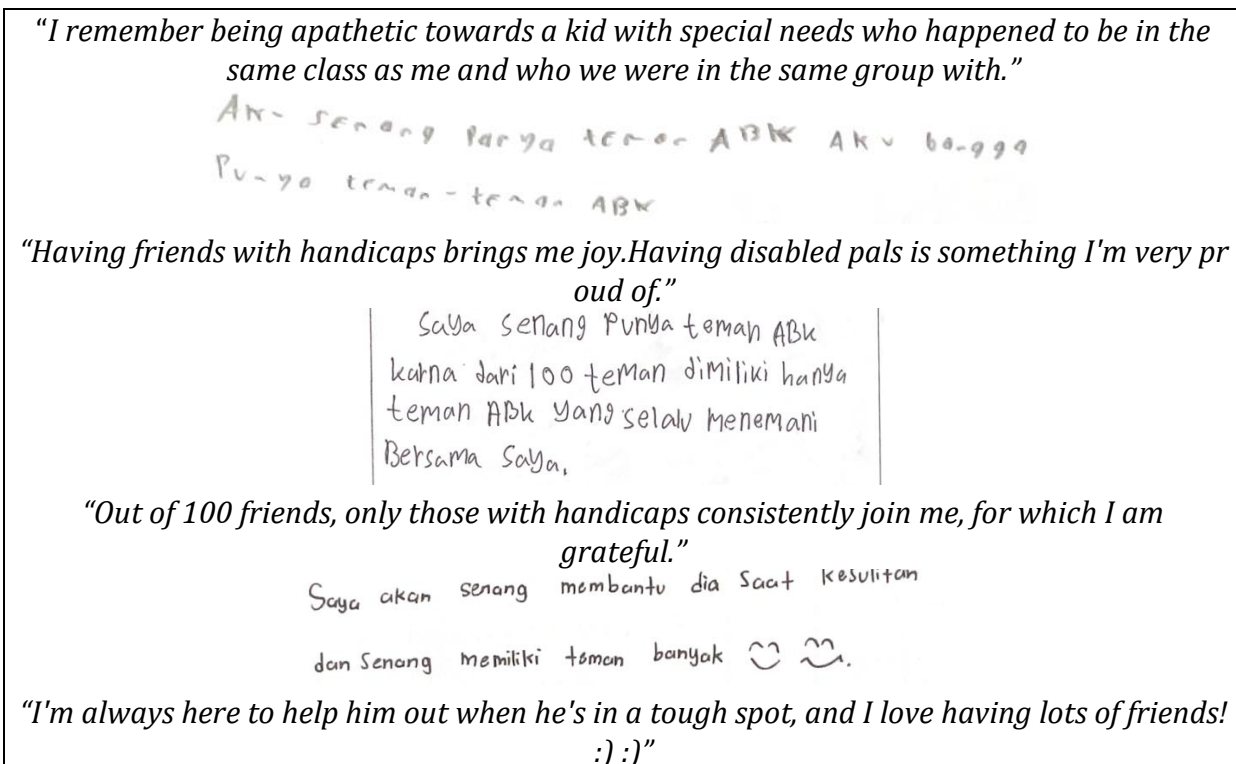 “I remember being apathetic towards a kid with special needs who happened to be in the
same class as me and who we were in the same group with.”
Aku senang Punya teman ABK AKU bangga
Punya teman-teman ABK
“Having friends with handicaps brings me joy.Having disabled pals is something I'm very pr
oud of.”
Saya senang Punya teman ABK
karna dari 100 teman dimiliki hanya
teman ABK yang selalu menemani
Bersama Saya.
“Out of 100 friends, only those with handicaps consistently join me, for which I am
grateful.”
Saya akan senang membantu dia Saat kesulitan
dan Senang memiliki teman banyak
“I'm always here to help him out when he's in a tough spot, and I love having lots of friends!
:) :)”